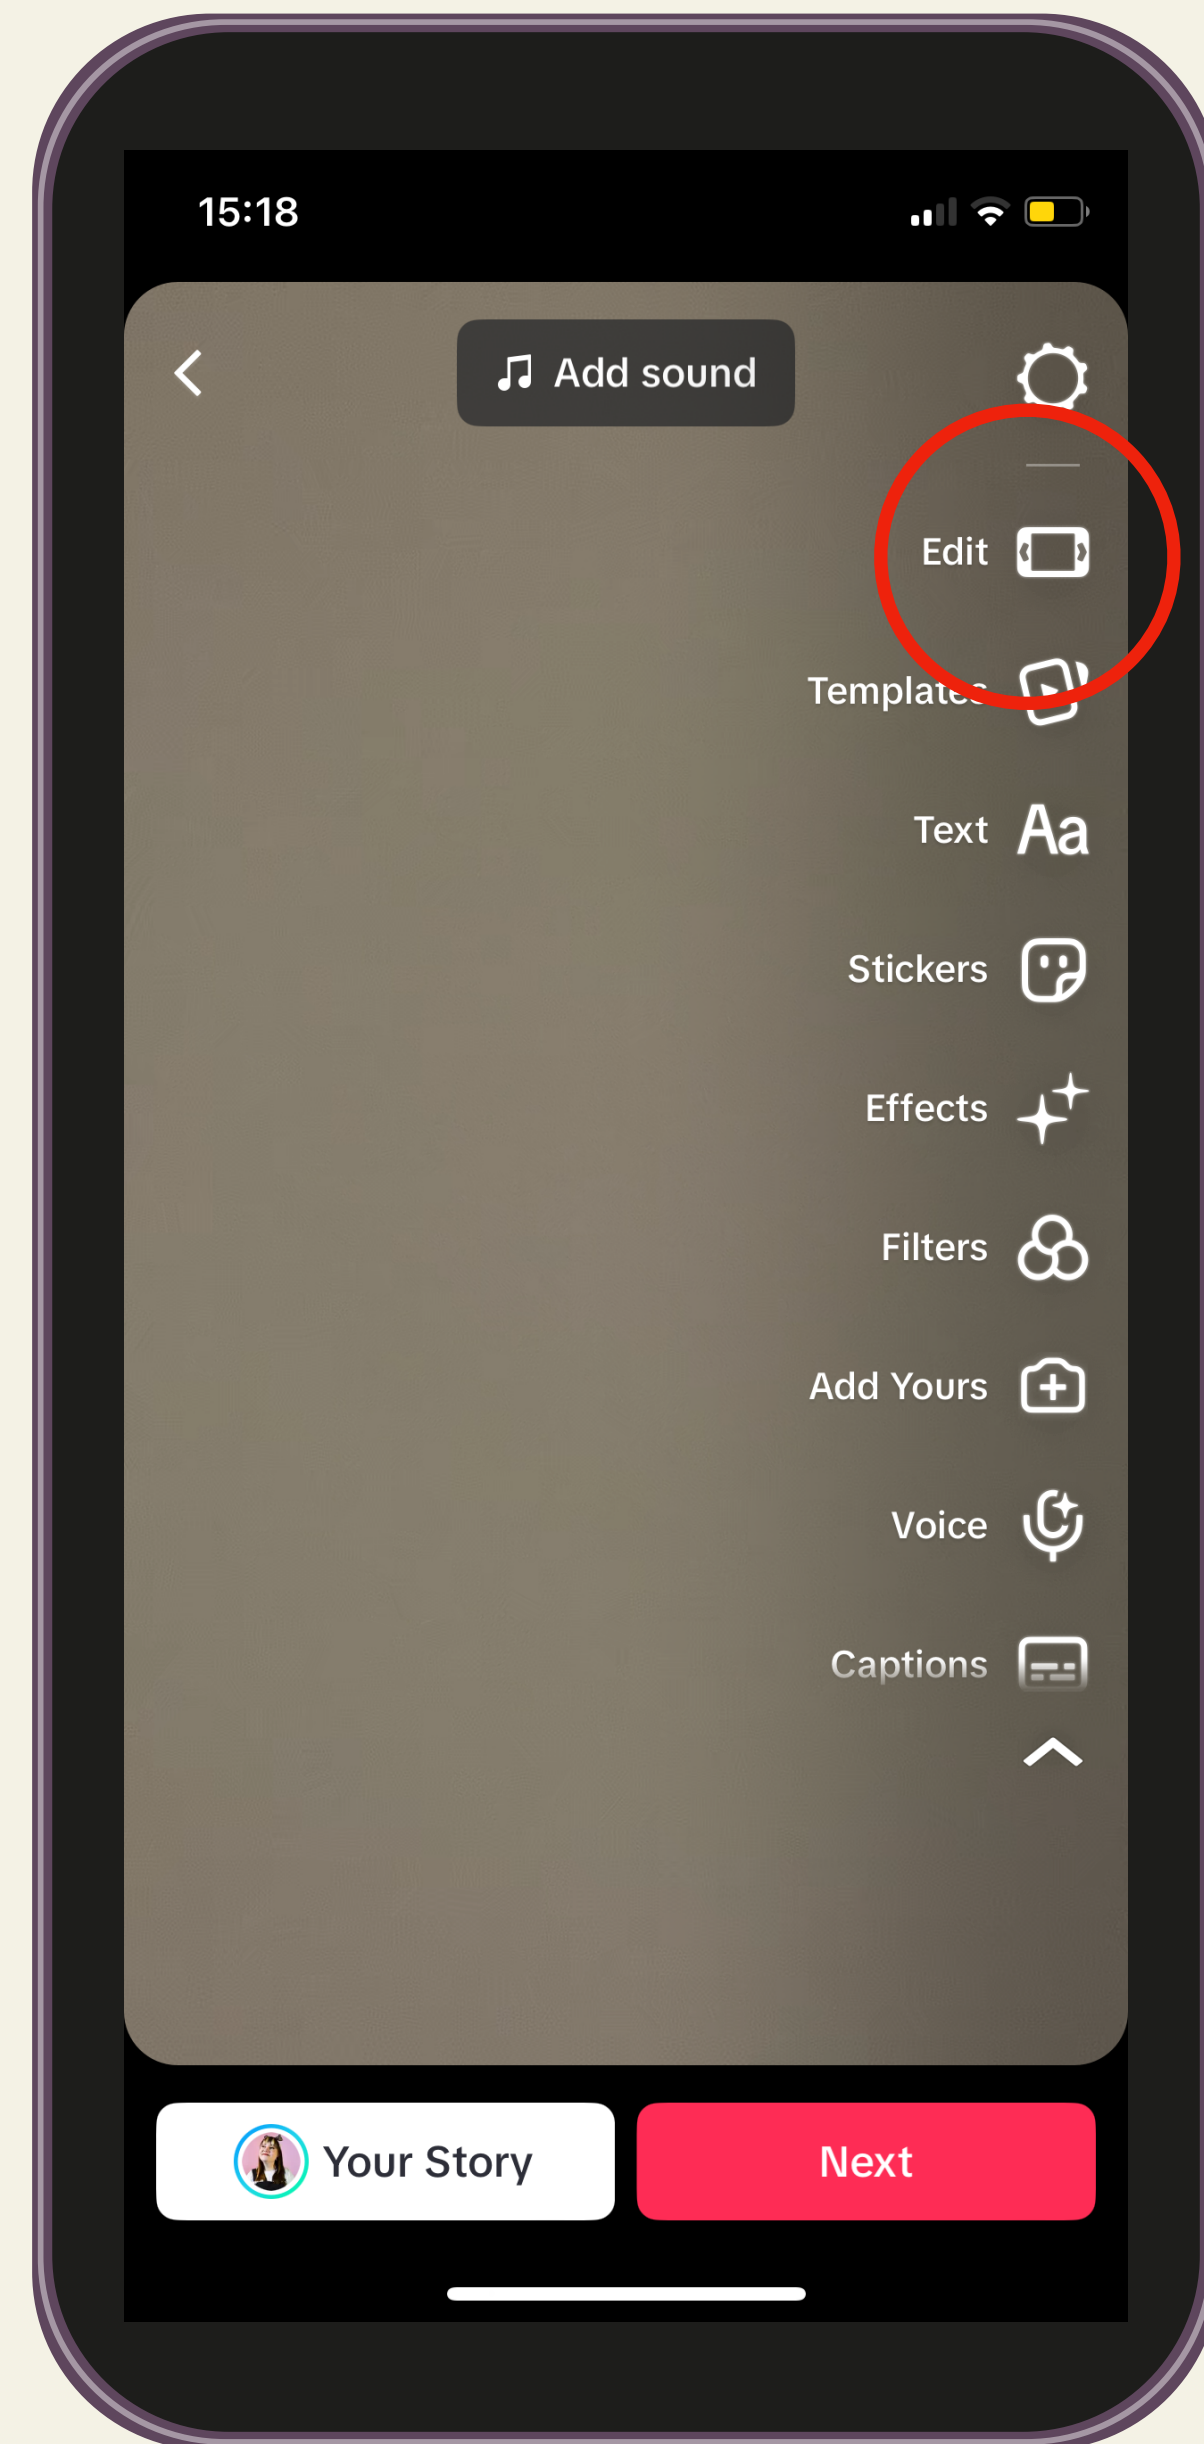 15:18
Add sound
Edit
Templates
Text Aa
Stickers
Effects
Filters
Add Yours
Voice
Captions
Your Story
Next